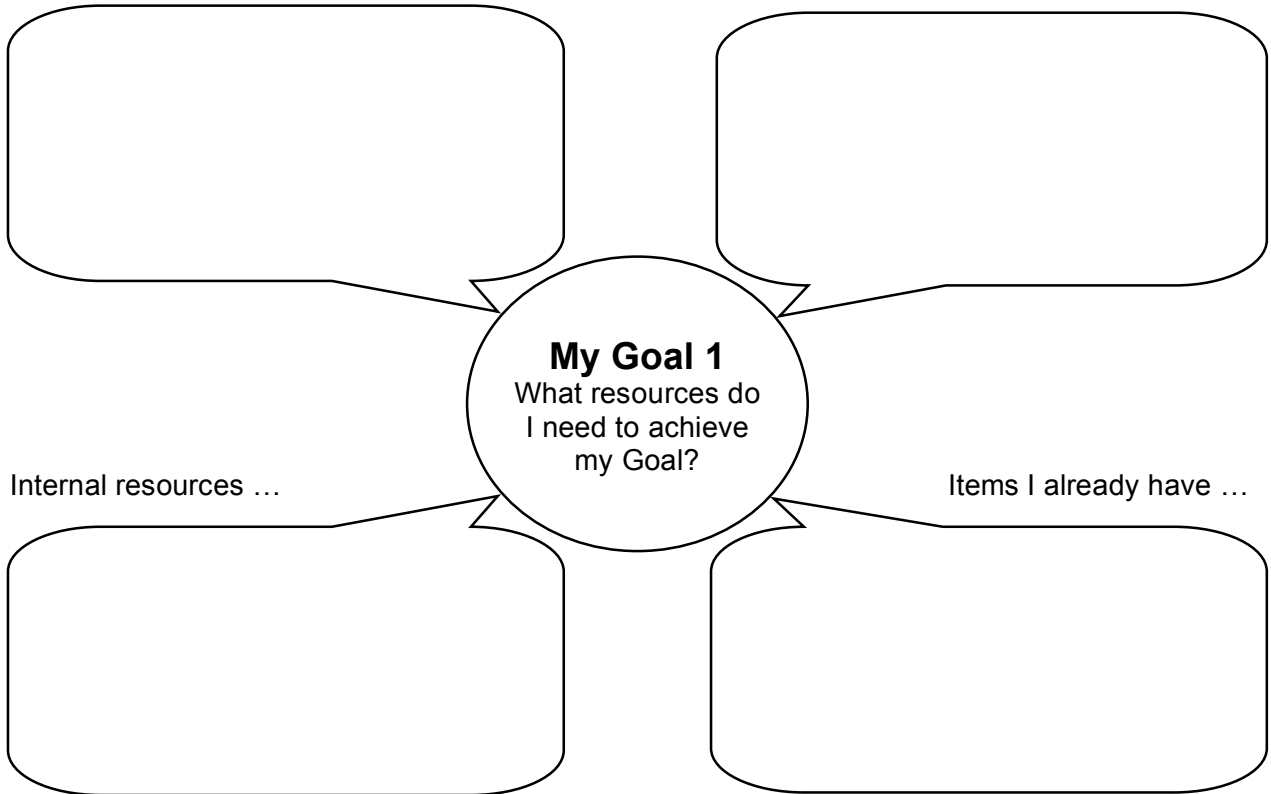 My Goal 1
What resources do
I need to achieve
my Goal?
Internal resources …
Items I already have …